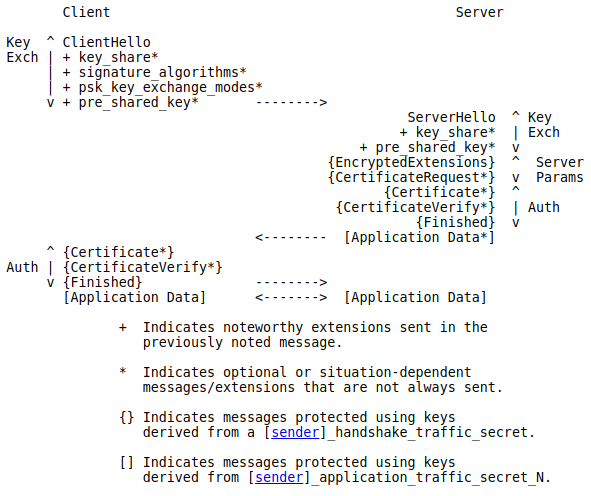 Client                                           Server

Key  ^ ClientHello
Exch | + key_share*
     | + signature_algorithms*
     | + psk_key_exchange_modes*
     v + pre_shared_key*       -------->
                                                  ServerHello  ^ Key
                                                 + key_share*  | Exch
                                            + pre_shared_key*  v
                                        {EncryptedExtensions}  ^  Server
                                        {CertificateRequest*}  v  Params
                                               {Certificate*}  ^
                                         {CertificateVerify*}  | Auth
                                                   {Finished}  v
                               <--------  [Application Data*]
     ^ {Certificate*}
Auth | {CertificateVerify*}
     v {Finished}              -------->
       [Application Data]      <------->  [Application Data]

              +  Indicates noteworthy extensions sent in the
                 previously noted message.

              *  Indicates optional or situation-dependent
                 messages/extensions that are not always sent.

              {} Indicates messages protected using keys
                 derived from a [sender]_handshake_traffic_secret.

              [] Indicates messages protected using keys
                 derived from [sender]_application_traffic_secret_N.